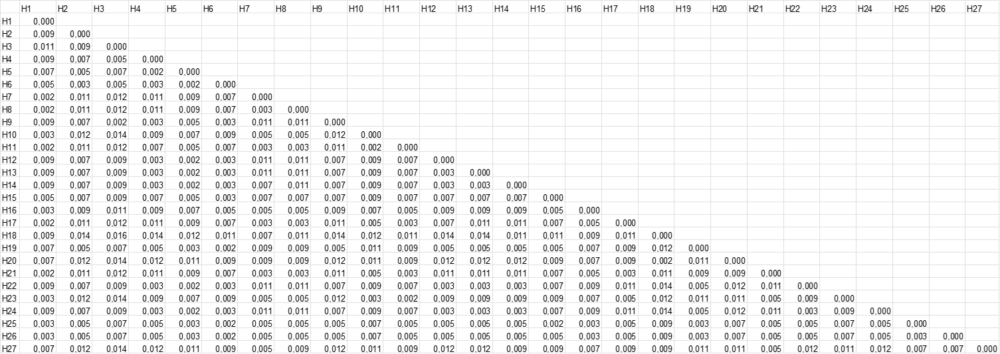 H1 H2 H3 H4 H5 H6 H7 H8 H9 H10 H11 H12 H13 H14 H15 H16 H17 H18 H19 H20 H21 H22 H23 H24 H25 H26 H27
H1 0,000
H2 0,009 0,000
H3 0,011 0,009 0,000
H4 0,009 0,007 0,005 0,000
H5 0,007 0,005 0,007 0,002 0,000
H6 0,005 0,003 0,005 0,003 0,002 0,000
H7 0,002 0,011 0,012 0,011 0,009 0,007 0,000
H8 0,002 0,011 0,012 0,011 0,009 0,007 0,003 0,000
H9 0,009 0,007 0,002 0,003 0,005 0,003 0,011 0,011 0,000
H10 0,003 0,012 0,014 0,009 0,007 0,009 0,005 0,005 0,012 0,000
H11 0,002 0,011 0,012 0,007 0,005 0,007 0,003 0,003 0,011 0,002 0,000
H12 0,009 0,007 0,009 0,003 0,002 0,003 0,011 0,011 0,007 0,009 0,007 0,000
H13 0,009 0,007 0,009 0,003 0,002 0,003 0,011 0,011 0,007 0,009 0,007 0,003 0,000
H14 0,009 0,007 0,009 0,003 0,002 0,003 0,007 0,011 0,007 0,009 0,007 0,003 0,003 0,000
H15 0,005 0,007 0,009 0,007 0,005 0,003 0,007 0,007 0,007 0,009 0,007 0,007 0,007 0,007 0,000
H16 0,003 0,009 0,011 0,009 0,007 0,005 0,005 0,005 0,009 0,007 0,005 0,009 0,009 0,009 0,005 0,000
H17 0,002 0,011 0,012 0,011 0,009 0,007 0,003 0,003 0,011 0,005 0,003 0,007 0,011 0,011 0,007 0,005 0,000
H18 0,009 0,014 0,016 0,014 0,012 0,011 0,007 0,011 0,014 0,012 0,011 0,014 0,014 0,011 0,011 0,009 0,011 0,000
H19 0,007 0,005 0,007 0,005 0,003 0,002 0,009 0,009 0,005 0,011 0,009 0,005 0,005 0,005 0,005 0,007 0,009 0,012 0,000
H20 0,007 0,012 0,014 0,012 0,011 0,009 0,009 0,009 0,012 0,011 0,009 0,012 0,012 0,012 0,009 0,007 0,009 0,002 0,011 0,000
H21 0,002 0,011 0,012 0,011 0,009 0,007 0,003 0,003 0,011 0,005 0,003 0,011 0,011 0,011 0,007 0,005 0,003 0,011 0,009 0,009 0,000
H22 0,009 0,007 0,009 0,003 0,002 0,003 0,011 0,011 0,007 0,009 0,007 0,003 0,003 0,003 0,007 0,009 0,011 0,014 0,005 0,012 0,011 0,000
H23 0,003 0,012 0,014 0,009 0,007 0,009 0,005 0,005 0,012 0,003 0,002 0,009 0,009 0,009 0,009 0,007 0,005 0,012 0,011 0,011 0,005 0,009 0,000
H24 0,009 0,007 0,009 0,003 0,002 0,003 0,011 0,011 0,007 0,009 0,007 0,003 0,003 0,003 0,007 0,009 0,011 0,014 0,005 0,012 0,011 0,003 0,009 0,000
H25 0,003 0,005 0,007 0,005 0,003 0,002 0,005 0,005 0,005 0,007 0,005 0,005 0,005 0,005 0,002 0,003 0,005 0,009 0,003 0,007 0,005 0,005 0,007 0,005 0,000
H26 0,003 0,005 0,007 0,005 0,003 0,002 0,005 0,005 0,005 0,007 0,005 0,005 0,005 0,005 0,005 0,003 0,005 0,009 0,003 0,007 0,005 0,005 0,007 0,005 0,003 0,000
H27 0,007 0,012 0,014 0,012 0,011 0,009 0,005 0,009 0,012 0,011 0,009 0,012 0,012 0,009 0,009 0,007 0,009 0,009 0,011 0,011 0,005 0,012 0,011 0,012 0,007 0,007 0,000